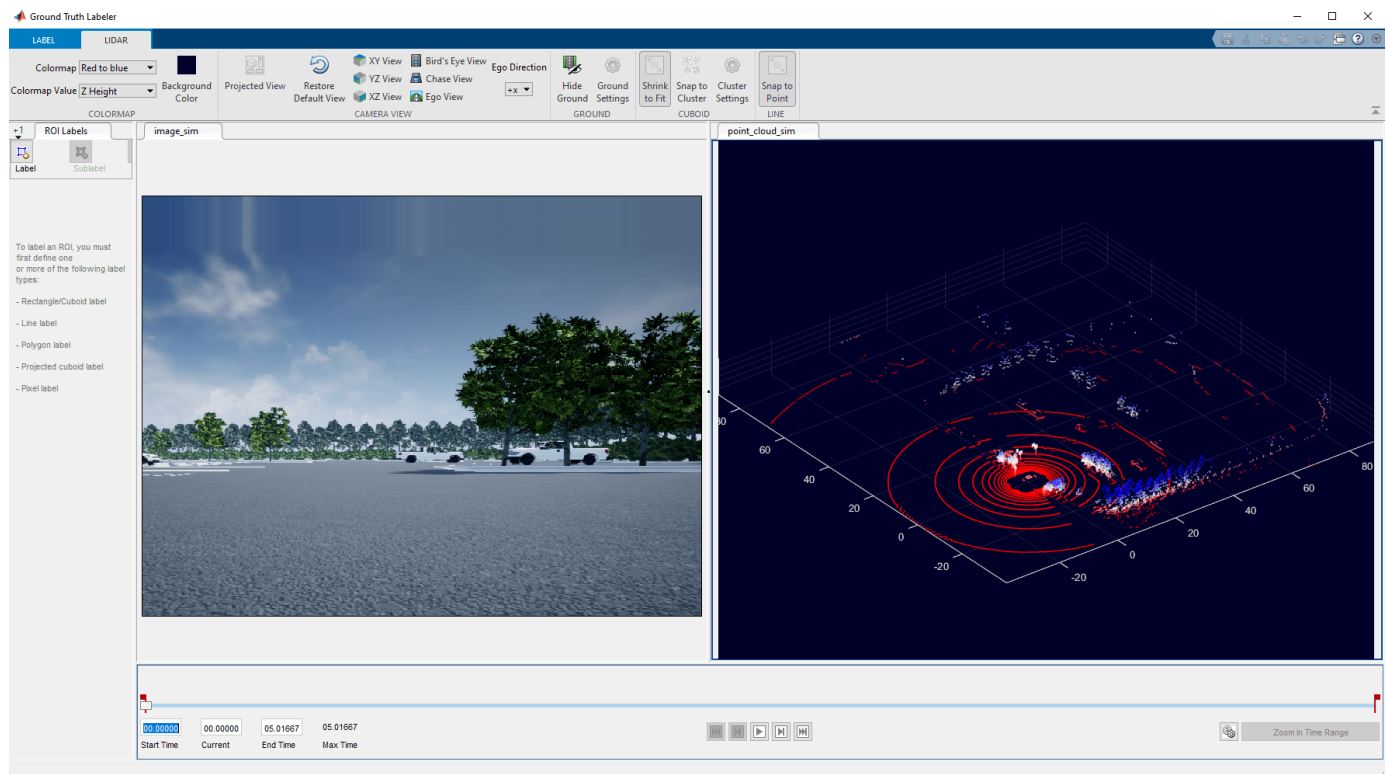 Ground Truth Labeler
LABEL
LIDAR
Colormap
Red to blue
Colormap Value
Z Height
Background
Color
COLORMAP
Projected View
Restore
Default View
XY View
YZ View
XZ View
Bird's Eye View
Chase View
Ego View
Ego Direction
+x
CAMERA VIEW
Hide
Ground
Ground
Settings
GROUND
Shrink
to Fit
Snap to
Cluster
Cluster
Settings
CUBOID
Snap to
Point
LINE
+1
ROI Labels
Label
Sublabel
To label an ROI, you must
first define one
or more of the following label
types:
- Rectangle/Cuboid label
- Line label
- Polygon label
- Projected cuboid label
- Pixel label
image_sim
point_cloud_sim
60
40
20
0
-20
-20
0
20
40
60
80
00.00000
00.00000
05.01667
05.01667
Start Time
Current
End Time
Max Time
Zoom In Time Range